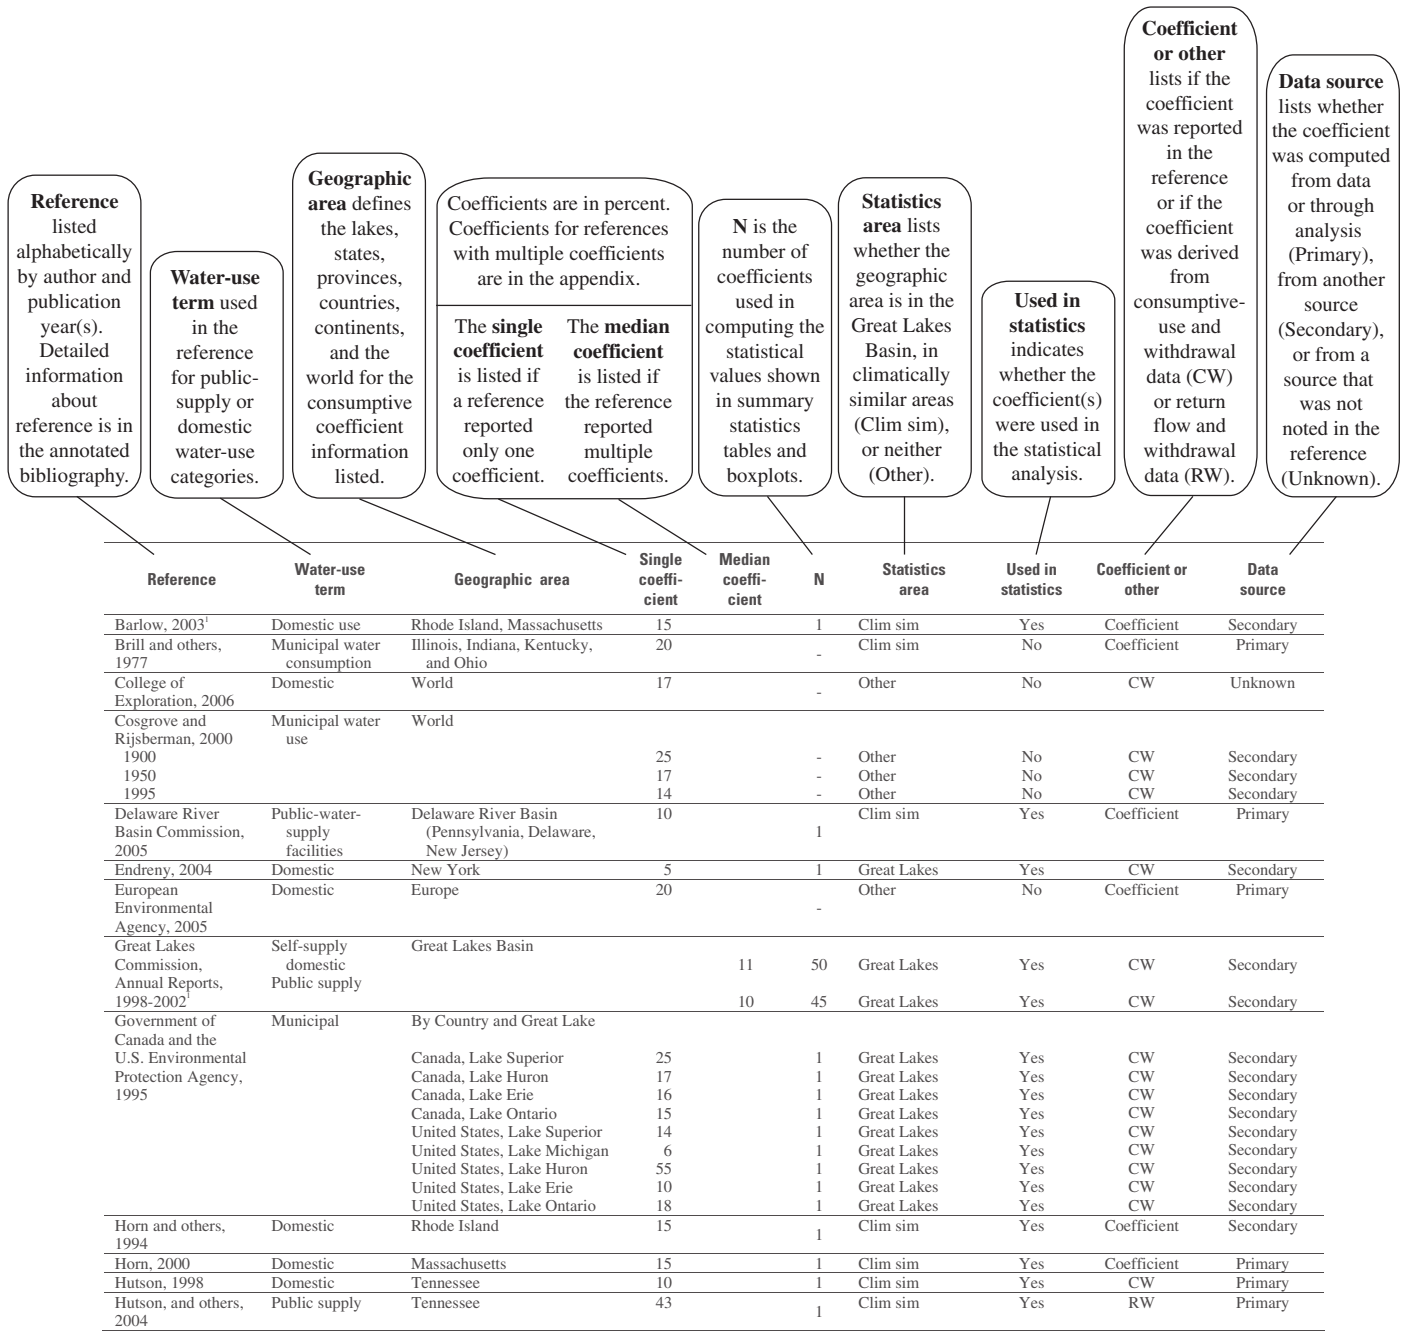 Reference
listed
alphabetically
by author and
publication
year(s).
Detailed
information
about
reference is in
the annotated
bibliography.
Water-use
term used
in the
reference
for public-
supply or
domestic
water-use
categories.
Geographic
area defines
the lakes,
states,
provinces,
countries,
continents,
and the
world for the
consumptive
coefficient
information
listed.
Coefficients are in percent.
Coefficients for references
with multiple coefficients
are in the appendix.
The single
coefficient
is listed if
a reference
reported
only one
coefficient.
The median
coefficient
is listed if
the reference
reported
multiple
coefficients.
N is the
number of
coefficients
used in
computing the
statistical
values shown
in summary
statistics
tables and
boxplots.
Statistics
area lists
whether the
geographic
area is in the
Great Lakes
Basin, in
climatically
similar areas
(Clim sim),
or neither
(Other).
Used in
statistics
indicates
whether the
coefficient(s)
were used in
the statistical
analysis.
Coefficient
or other
lists if the
coefficient
was reported
in the
reference
or if the
coefficient
was derived
from
consumptive-
use and
withdrawal
data (CW)
or return
flow and
withdrawal
data (RW).
Data source
lists whether
the coefficient
was computed
from data
or through
analysis
(Primary),
from another
source
(Secondary),
or from a
source that
was not
noted in the
reference
(Unknown).
Reference Water-use term Geographic area Single coeffi-cient Median coeffi-cient N Statistics area Used in statistics Coefficient or other Data source
Barlow, 2003¹ Domestic use Rhode Island, Massachusetts 15 1 Clim sim Yes Coefficient Secondary
Brill and others, Municipal water Illinois, Indiana, Kentucky, 20 Clim sim No Coefficient Primary
1977 consumption and Ohio -
College of Domestic World 17 Other No CW Unknown
Exploration, 2006 -
Cosgrove and Municipal water World
Rijsberman, 2000 use
1900 25 - Other No CW Secondary
1950 17 - Other No CW Secondary
1995 14 - Other No CW Secondary
Delaware River Public-water- Delaware River Basin 10 Clim sim Yes Coefficient Primary
Basin Commission, supply (Pennsylvania, Delaware, 1
2005 facilities New Jersey)
Endreny, 2004 Domestic New York 5 1 Great Lakes Yes CW Secondary
European Domestic Europe 20 Other No Coefficient Primary
Environmental -
Agency, 2005
Great Lakes Self-supply Great Lakes Basin
Commission, domestic 11 50 Great Lakes Yes CW Secondary
Annual Reports, Public supply
1998-2002¹ 10 45 Great Lakes Yes CW Secondary
Government of Municipal By Country and Great Lake
Canada and the
U.S. Environmental Canada, Lake Superior 25 1 Great Lakes Yes CW Secondary
Protection Agency, Canada, Lake Huron 17 1 Great Lakes Yes CW Secondary
1995 Canada, Lake Erie 16 1 Great Lakes Yes CW Secondary
Canada, Lake Ontario 15 1 Great Lakes Yes CW Secondary
United States, Lake Superior 14 1 Great Lakes Yes CW Secondary
United States, Lake Michigan 6 1 Great Lakes Yes CW Secondary
United States, Lake Huron 55 1 Great Lakes Yes CW Secondary
United States, Lake Erie 10 1 Great Lakes Yes CW Secondary
United States, Lake Ontario 18 1 Great Lakes Yes CW Secondary
Horn and others, Domestic Rhode Island 15 Clim sim Yes Coefficient Secondary
1994 1
Horn, 2000 Domestic Massachusetts 15 1 Clim sim Yes Coefficient Primary
Hutson, 1998 Domestic Tennessee 10 1 Clim sim Yes CW Primary
Hutson, and others, Public supply Tennessee 43 Clim sim Yes RW Primary
2004 1